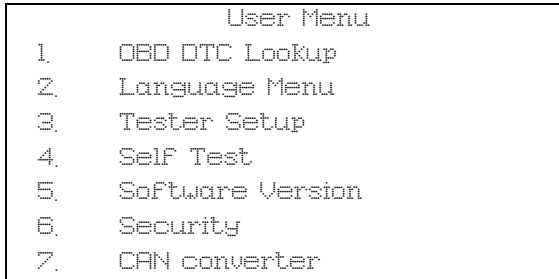 User Menu
1. OBD DTC Lookup
2. Language Menu
3. Tester Setup
4. Self Test
5. Software Version
6. Security
7. CAN converter